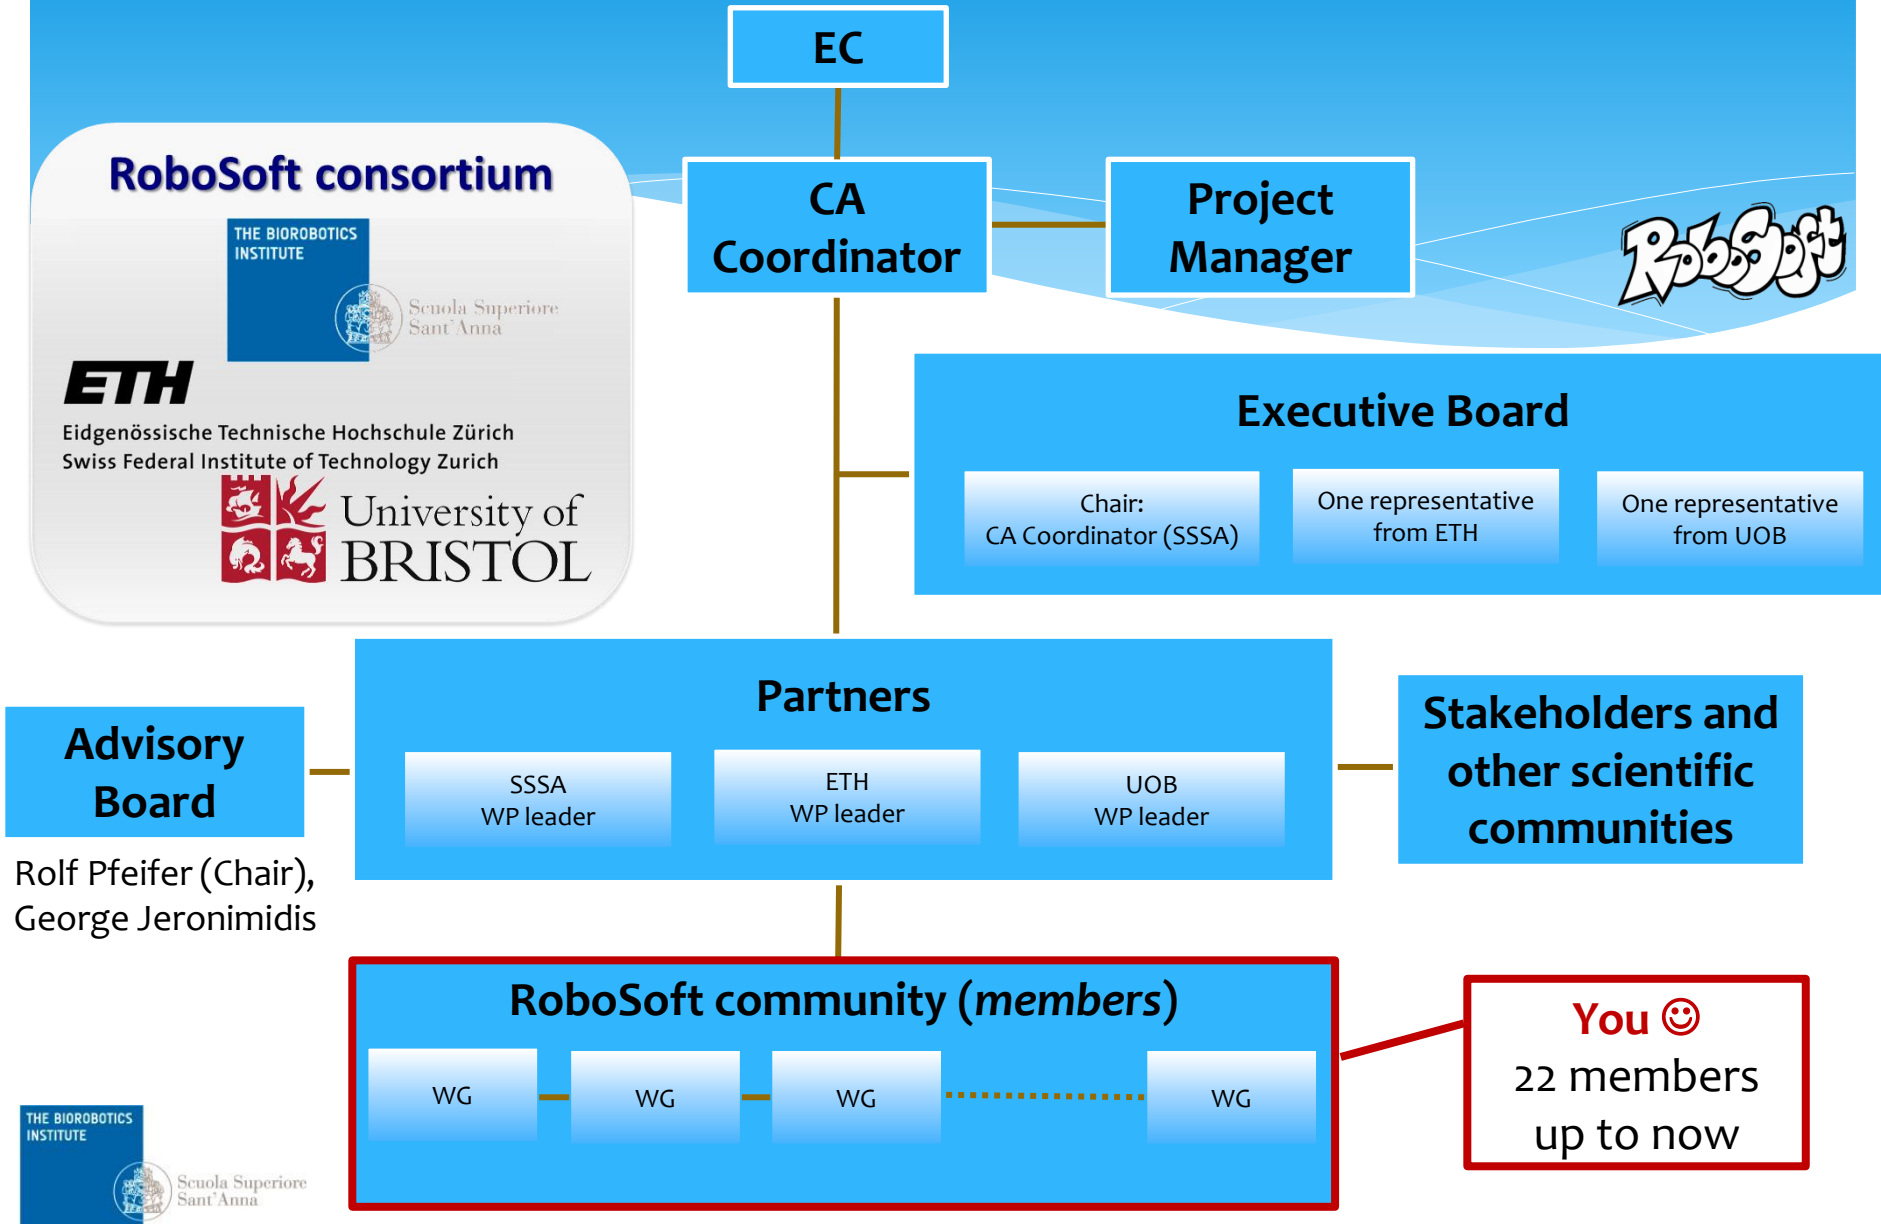 EC
RoboSoft consortium
THE BIOROBOTICS
INSTITUTE
Scuola Superiore
Sant'Anna
ETH
Eidgenössische Technische Hochschule Zürich
Swiss Federal Institute of Technology Zurich
University of
BRISTOL
CA
Coordinator
Project
Manager
RoboSoft
Executive Board
Chair:
CA Coordinator (SSSA)
One representative
from ETH
One representative
from UOB
Advisory
Board
Rolf Pfeifer (Chair),
George Jeronimidis
Partners
SSSA
WP leader
ETH
WP leader
UOB
WP leader
Stakeholders and
other scientific
communities
RoboSoft community (members)
WG
WG
WG
WG
You ☺
22 members
up to now
THE BIOROBOTICS
INSTITUTE
Scuola Superiore
Sant'Anna